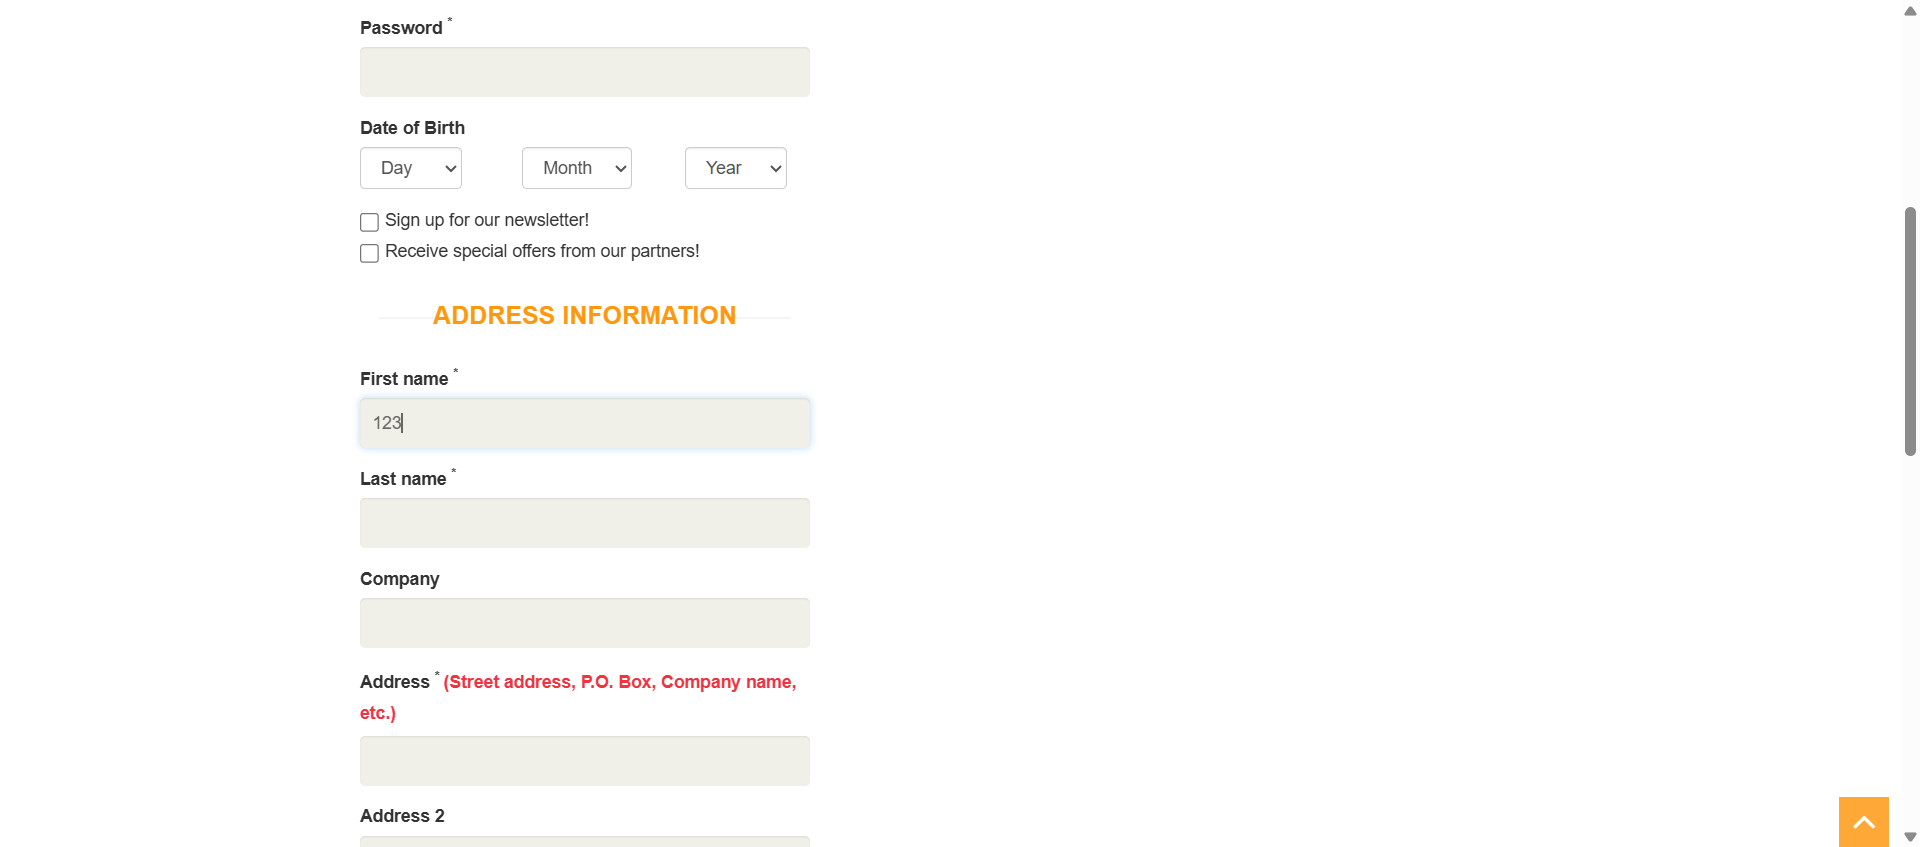 Password *
Date of Birth
Day Month Year
Sign up for our newsletter!
Receive special offers from our partners!
ADDRESS INFORMATION
First name *
123
Last name *
Company
Address * (Street address, P.O. Box, Company name,
etc.)
Address 2